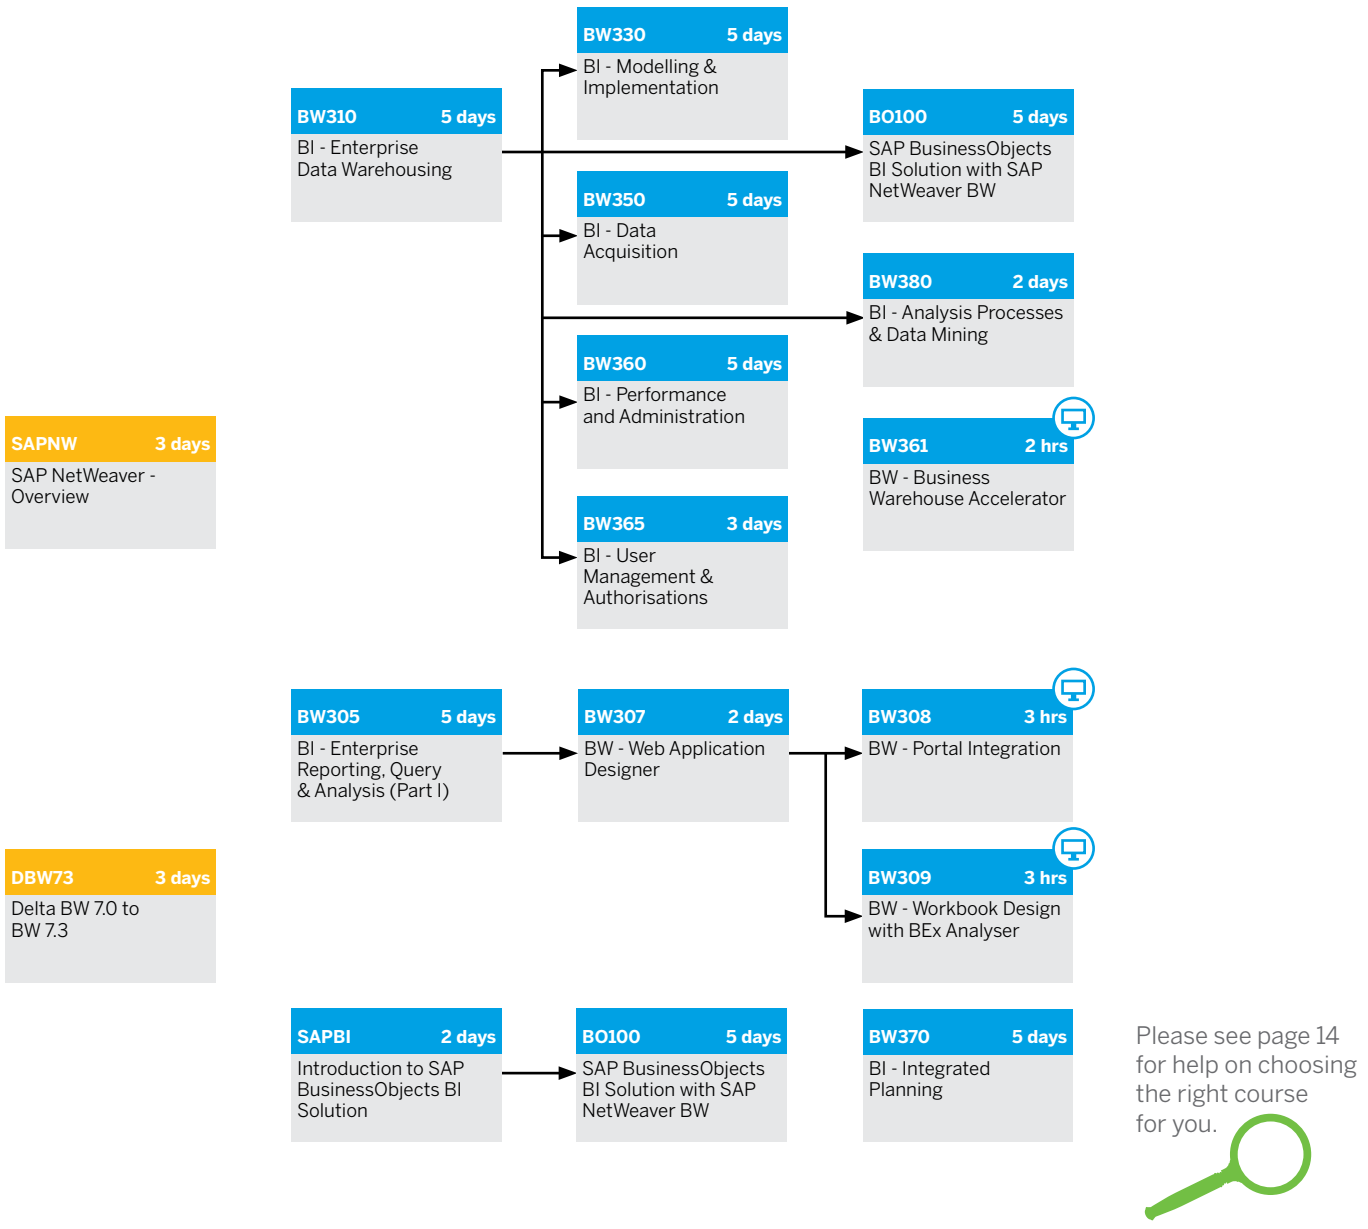 BW330 5 days
BI - Modelling &
Implementation
BW310 5 days
BI - Enterprise
Data Warehousing
BO100 5 days
SAP BusinessObjects
BI Solution with SAP
NetWeaver BW
BW350 5 days
BI - Data
Acquisition
BW380 2 days
BI - Analysis Processes
& Data Mining
BW360 5 days
BI - Performance
and Administration
SAPNW 3 days
SAP NetWeaver -
Overview
BW361 2 hrs
BW - Business
Warehouse Accelerator
BW365 3 days
BI - User
Management &
Authorisations
BW305 5 days
BI - Enterprise
Reporting, Query
& Analysis (Part I)
BW307 2 days
BW - Web Application
Designer
BW308 3 hrs
BW - Portal Integration
DBW73 3 days
Delta BW 7.0 to
BW 7.3
BW309 3 hrs
BW - Workbook Design
with BEx Analyser
SAPBI 2 days
Introduction to SAP
BusinessObjects BI
Solution
BO100 5 days
SAP BusinessObjects
BI Solution with SAP
NetWeaver BW
BW370 5 days
BI - Integrated
Planning
Please see page 14
for help on choosing
the right course
for you.